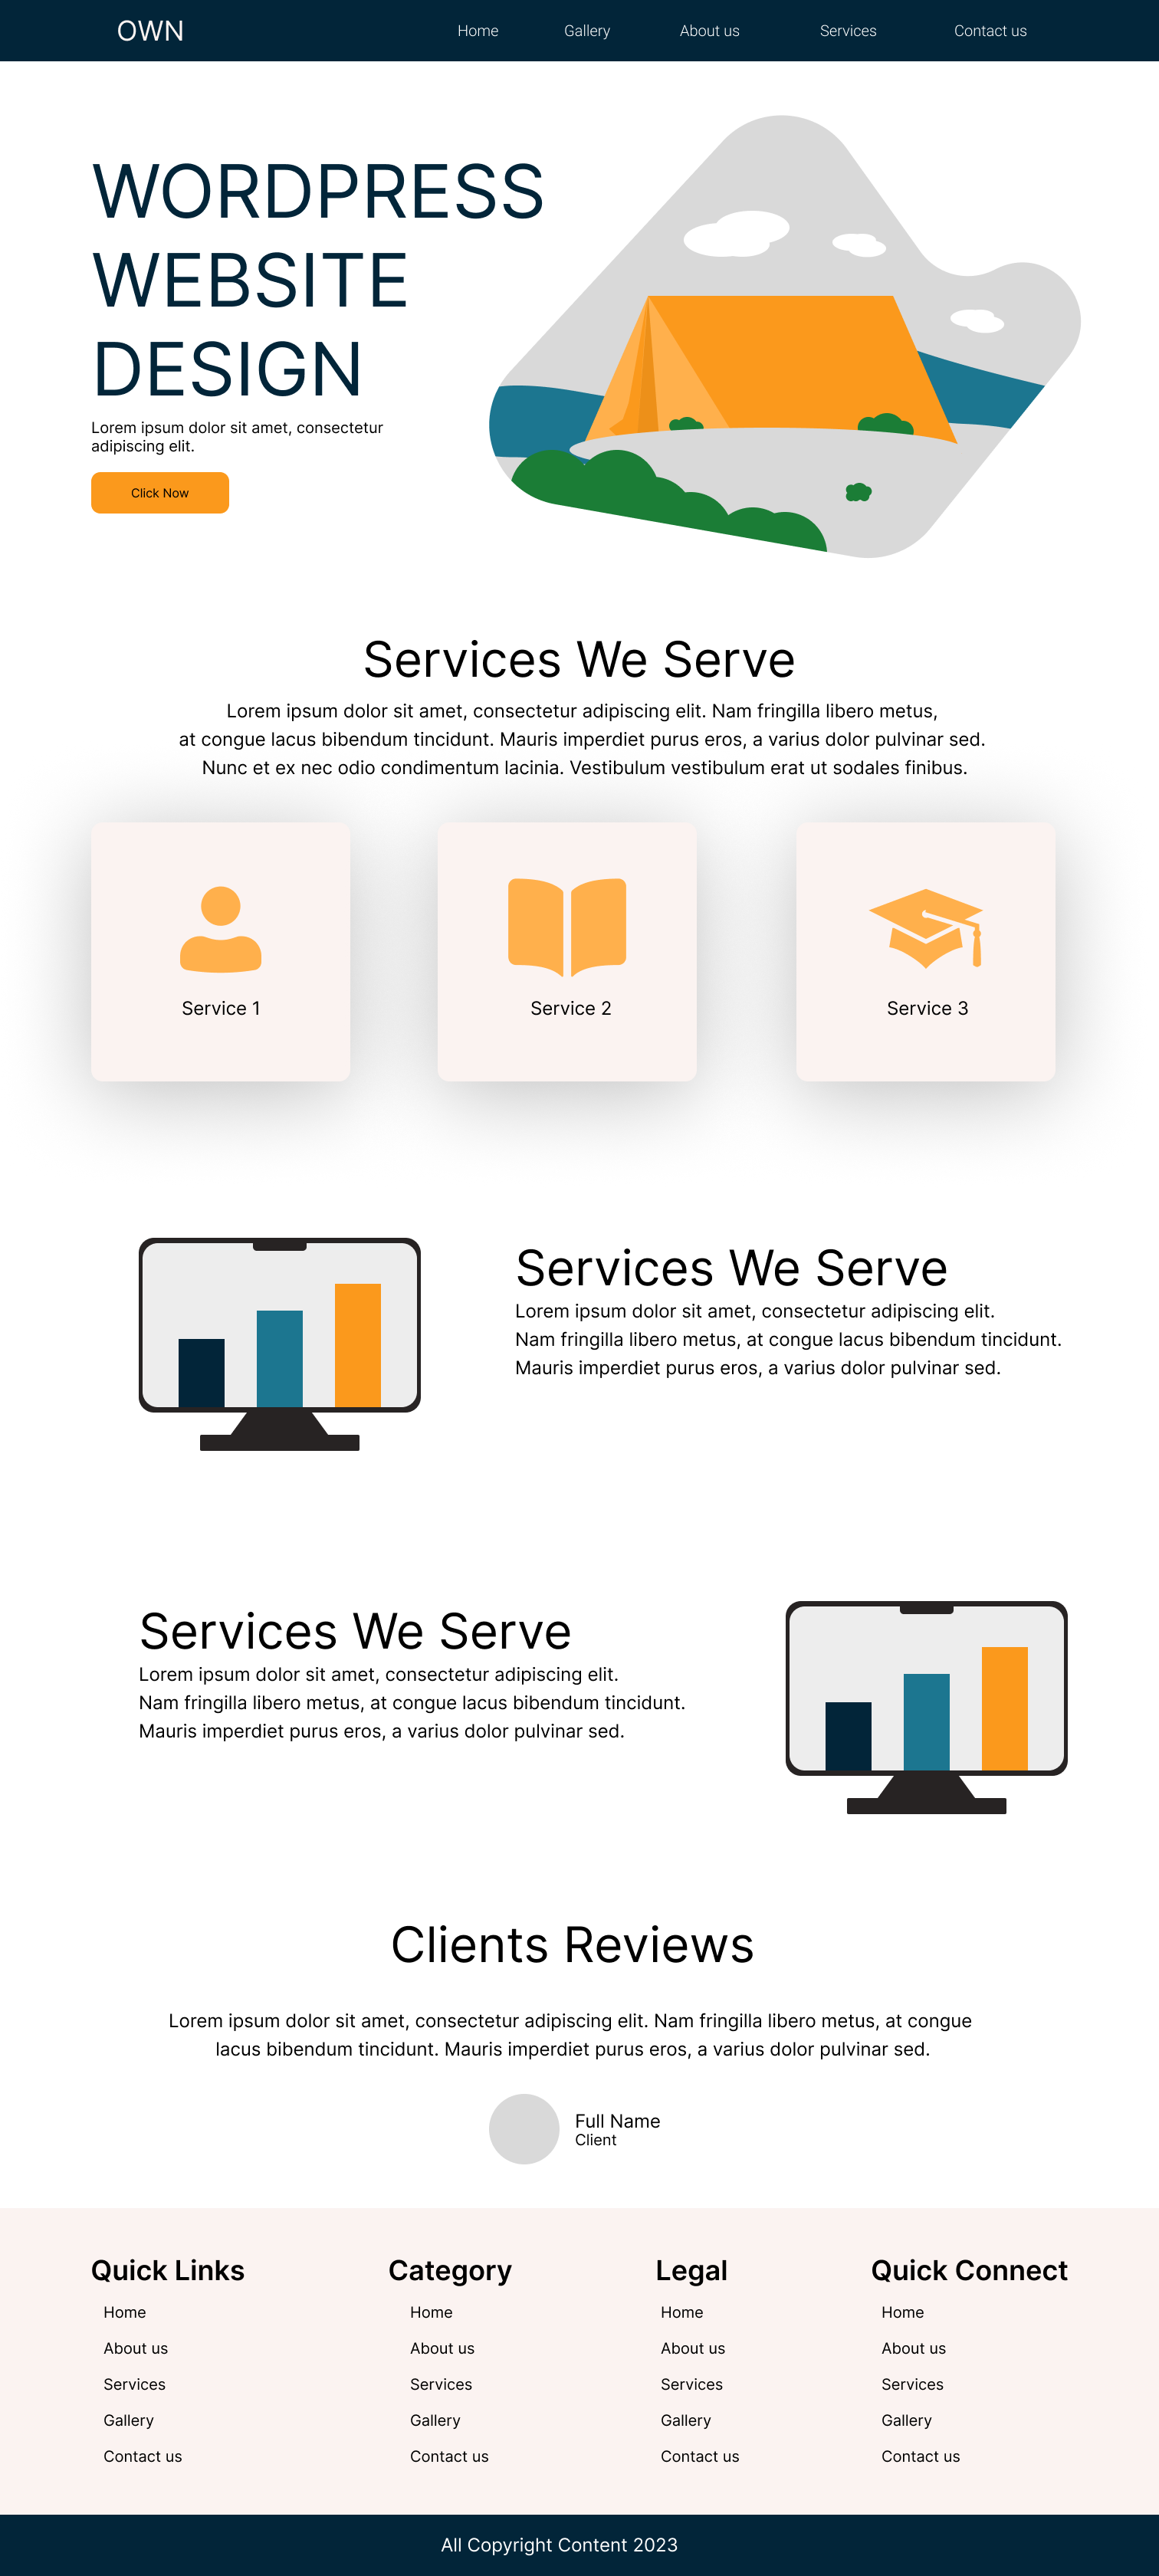 OWN
Home
Gallery
About us
Services
Contact us
WORDPRESS
WEBSITE
DESIGN
Lorem ipsum dolor sit amet, consectetur
adipiscing elit.
Click Now
Services We Serve
Lorem ipsum dolor sit amet, consectetur adipiscing elit. Nam fringilla libero metus,
at congue lacus bibendum tincidunt. Mauris imperdiet purus eros, a varius dolor pulvinar sed.
Nunc et ex nec odio condimentum lacinia. Vestibulum vestibulum erat ut sodales finibus.
Service 1
Service 2
Service 3
Services We Serve
Lorem ipsum dolor sit amet, consectetur adipiscing elit.
Nam fringilla libero metus, at congue lacus bibendum tincidunt.
Mauris imperdiet purus eros, a varius dolor pulvinar sed.
Services We Serve
Lorem ipsum dolor sit amet, consectetur adipiscing elit.
Nam fringilla libero metus, at congue lacus bibendum tincidunt.
Mauris imperdiet purus eros, a varius dolor pulvinar sed.
Clients Reviews
Lorem ipsum dolor sit amet, consectetur adipiscing elit. Nam fringilla libero metus, at congue
lacus bibendum tincidunt. Mauris imperdiet purus eros, a varius dolor pulvinar sed.
Full Name
Client
Quick Links
Home
About us
Services
Gallery
Contact us
Category
Home
About us
Services
Gallery
Contact us
Legal
Home
About us
Services
Gallery
Contact us
Quick Connect
Home
About us
Services
Gallery
Contact us
All Copyright Content 2023